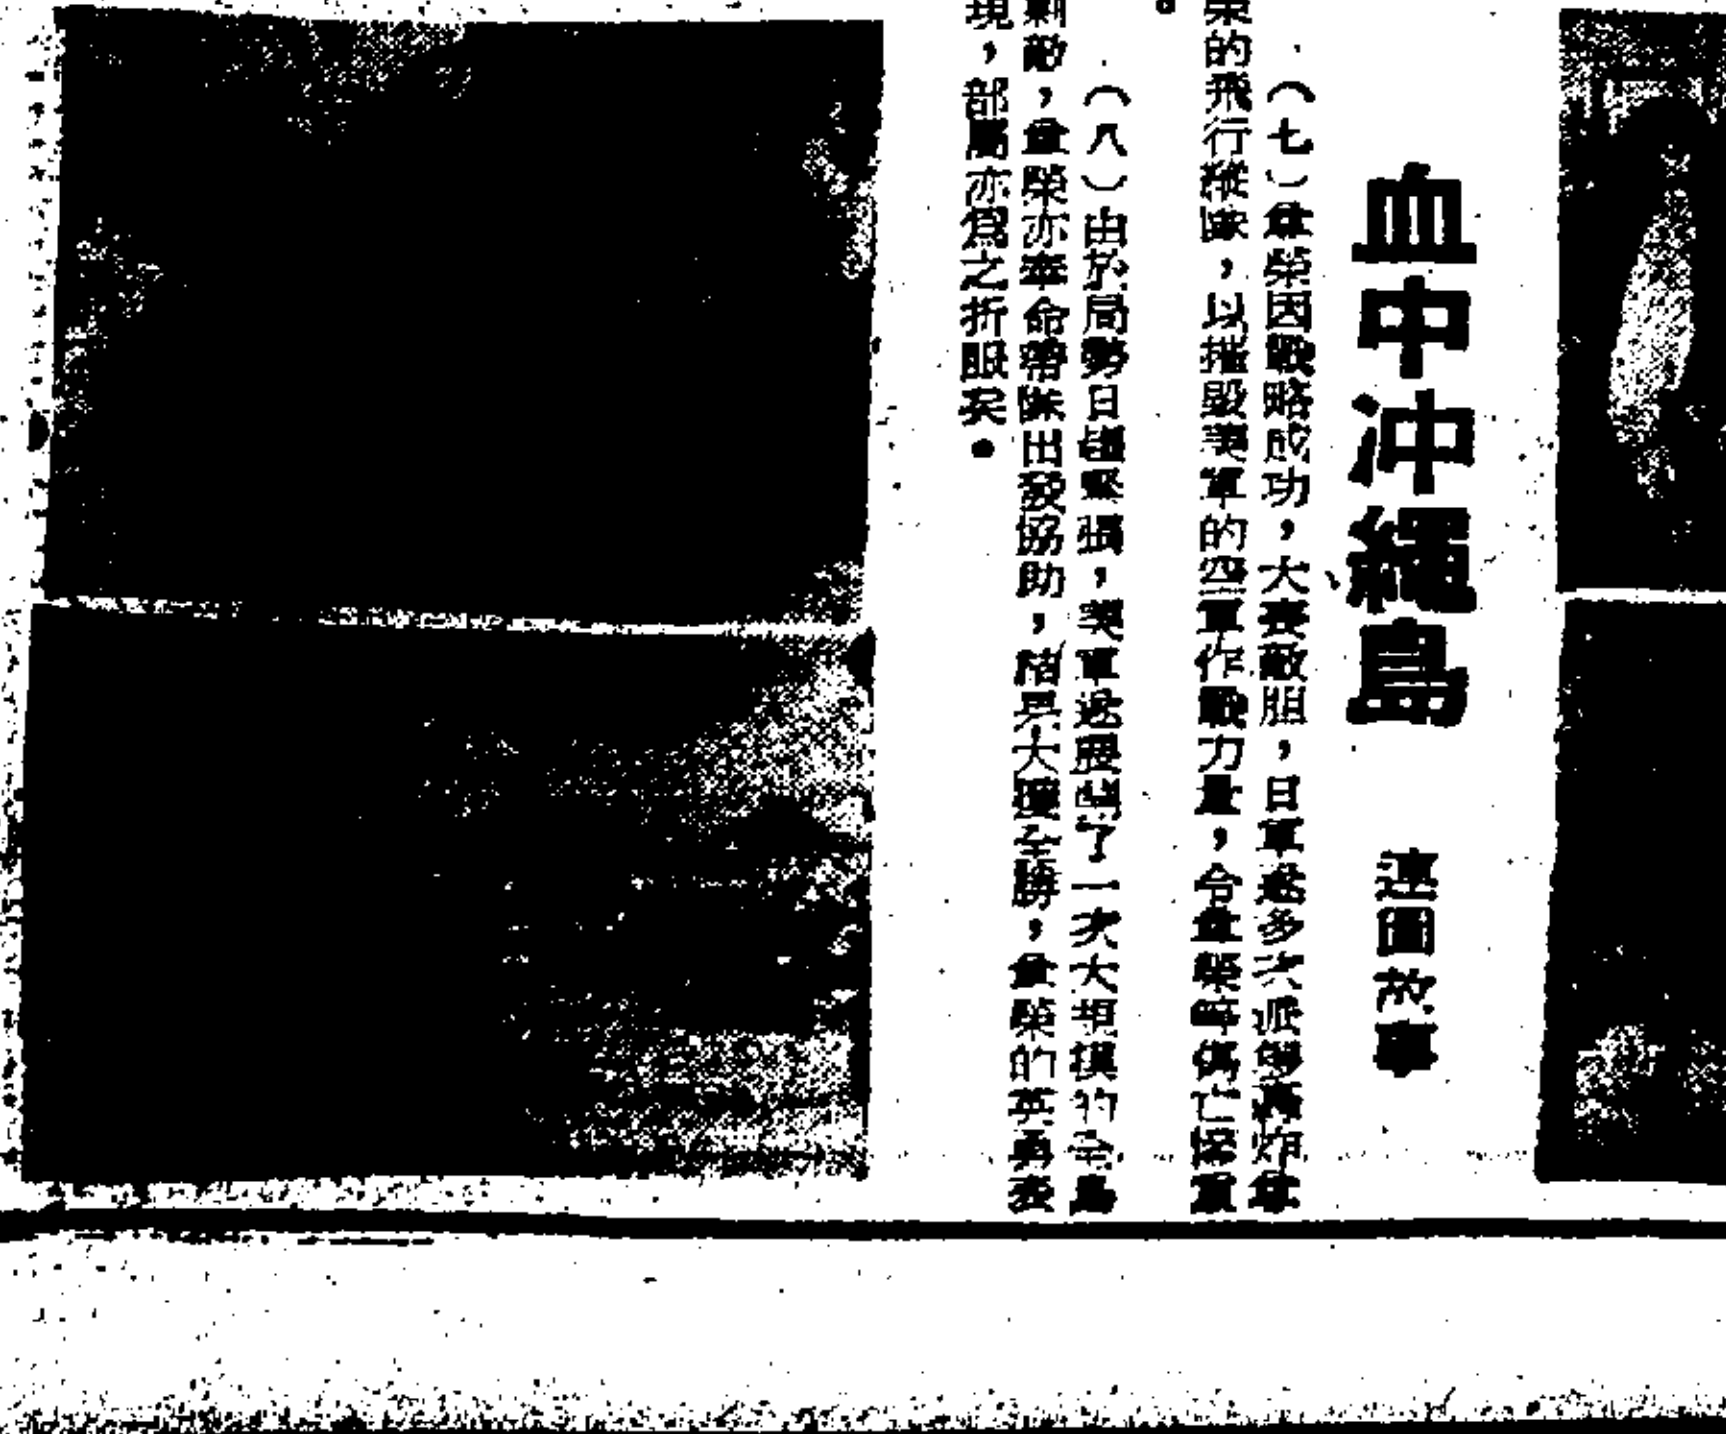 血中沖繩島
連圖故事
（七）韋榮因戰略成功，大喪敵胆，日軍遂多次派轟炸
榮的飛行縱隊，以摧毀美軍的空軍作戰力量，令韋榮時傷亡慘重
。
（八）由於局勢日趨緊張，美軍遂展開了一次大規模的全島
剿敵，韋榮亦奉命帶隊出發協助，結果大獲全勝，韋榮的英勇表
現，部屬亦為之折服矣。